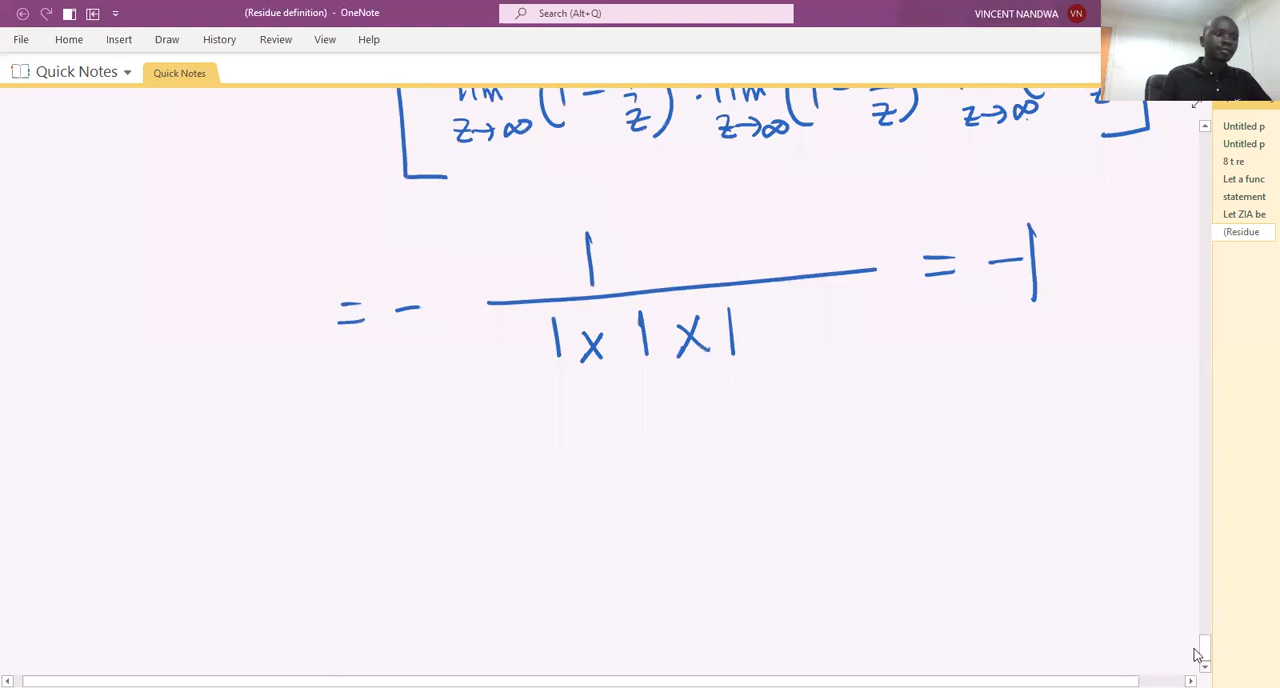 (Residue definition) - OneNote
Search (Alt+Q)
VINCENT NANDWA
VN
File Home Insert Draw History Review View Help
Quick Notes
Quick Notes
lim z→∞ (1 - / z) . lim z→∞ (1 - / z) z→∞ z ]
= - 1 / 1 x 1 x 1 = -1
Untitled p
Untitled p
8 t re
Let a func
statement
Let ZIA be
(Residue